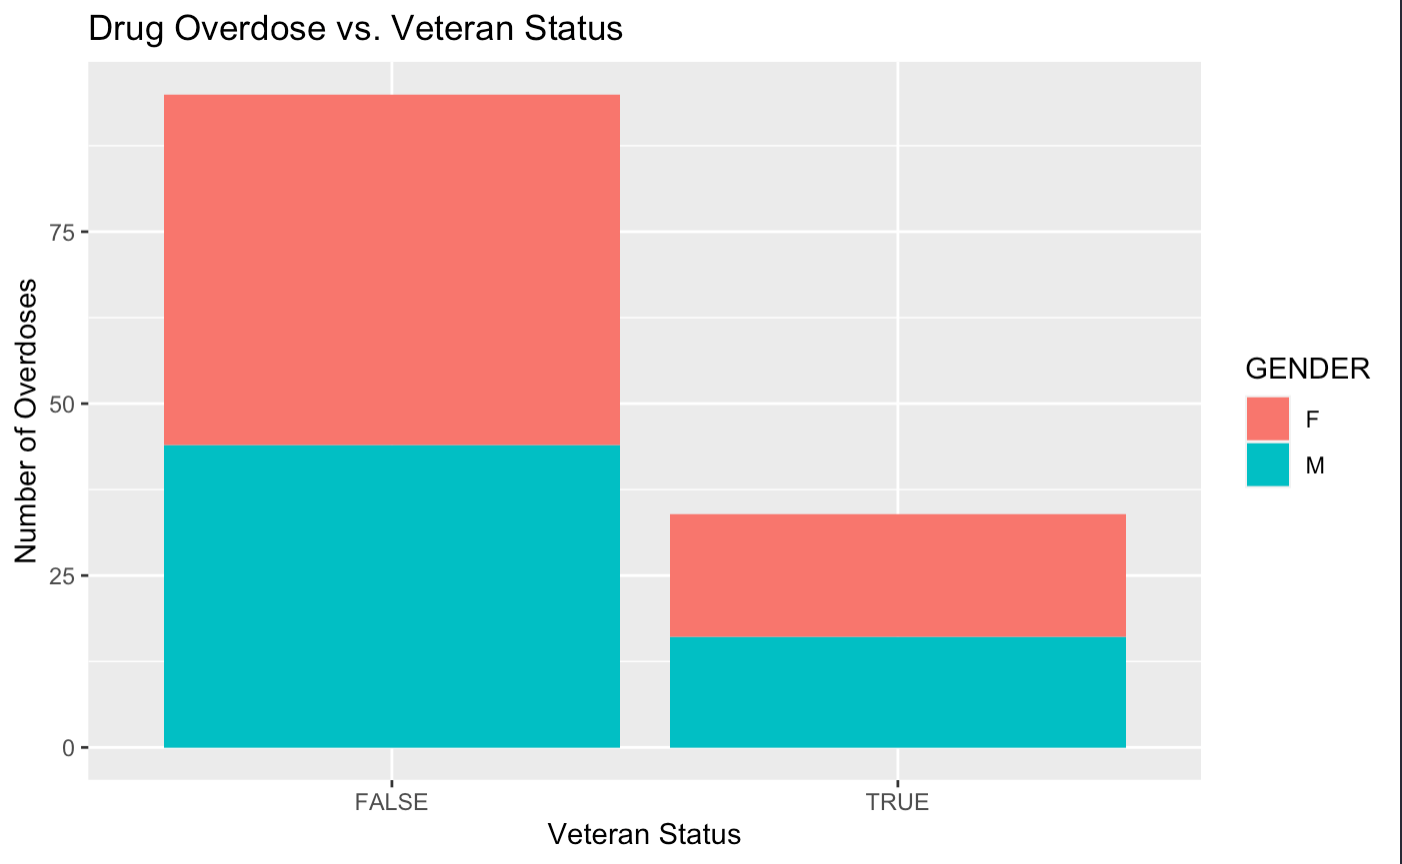 Drug Overdose vs. Veteran Status
Number of Overdoses
75
50
25
0
FALSE
TRUE
Veteran Status
GENDER
F
M